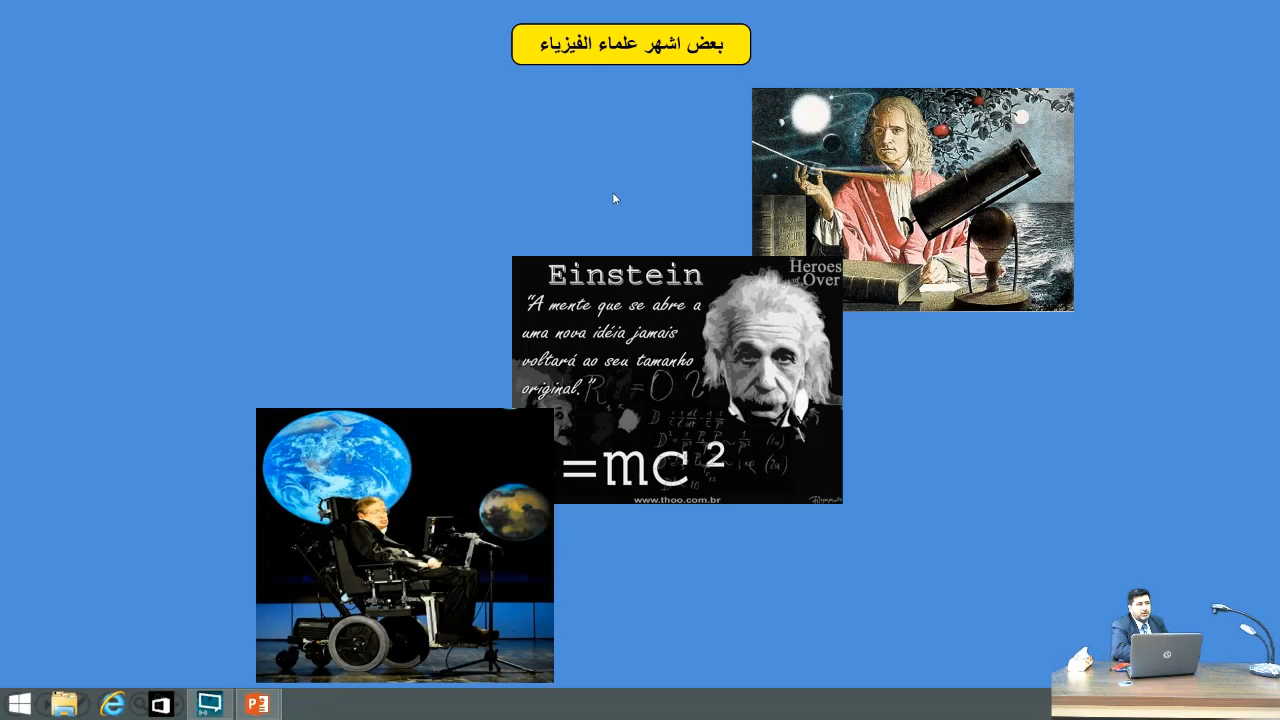 بعض اشهر علماء الفيزياء
Heroes
of Over
Einstein
"A mente que se abre a
uma nova idéia jamais
voltará ao seu tamanho
original."
=mc²
www.thoo.com.br